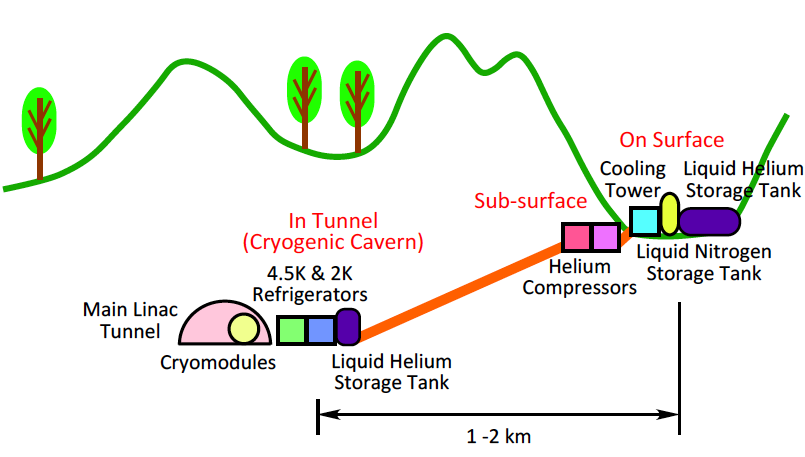 On Surface
Cooling
Tower
Liquid Helium
Storage Tank
Sub-surface
In Tunnel
(Cryogenic Cavern)
Liquid Nitrogen
Storage Tank
Helium
Compressors
4.5K & 2K
Refrigerators
Main Linac
Tunnel
Cryomodules
Liquid Helium
Storage Tank
1 -2 km